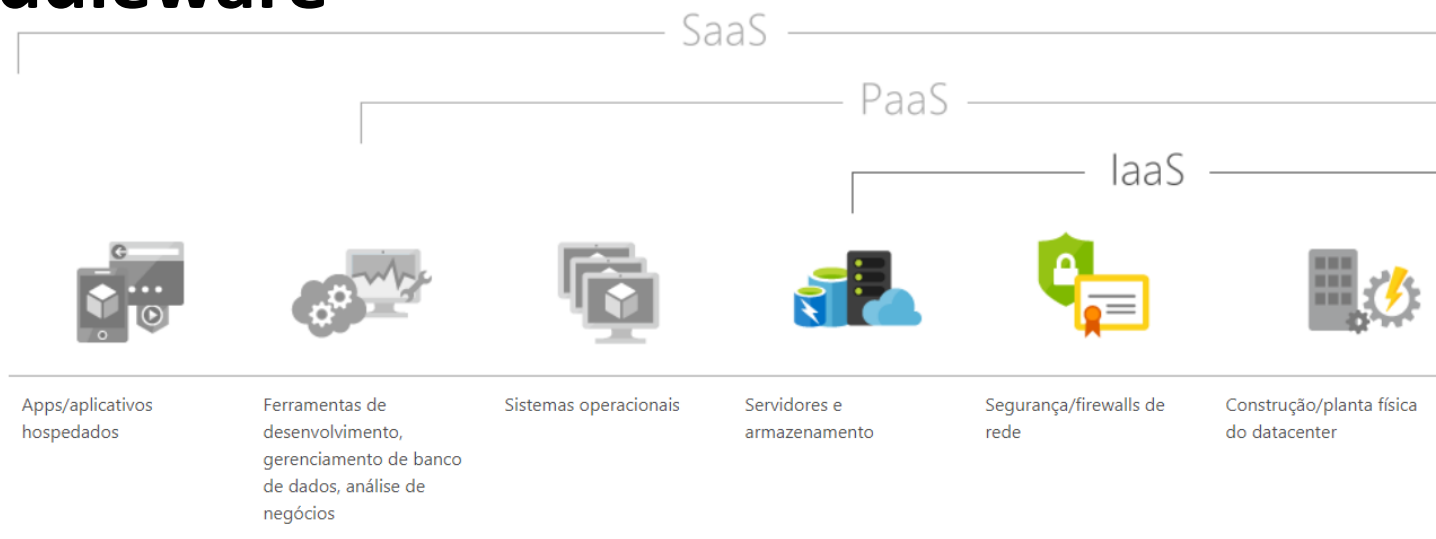 SaaS
PaaS
IaaS
Apps/aplicativos
hospedados
Ferramentas de
desenvolvimento,
gerenciamento de banco
de dados, análise de
negócios
Sistemas operacionais
Servidores e
armazenamento
Segurança/firewalls de
rede
Construção/planta física
do datacenter